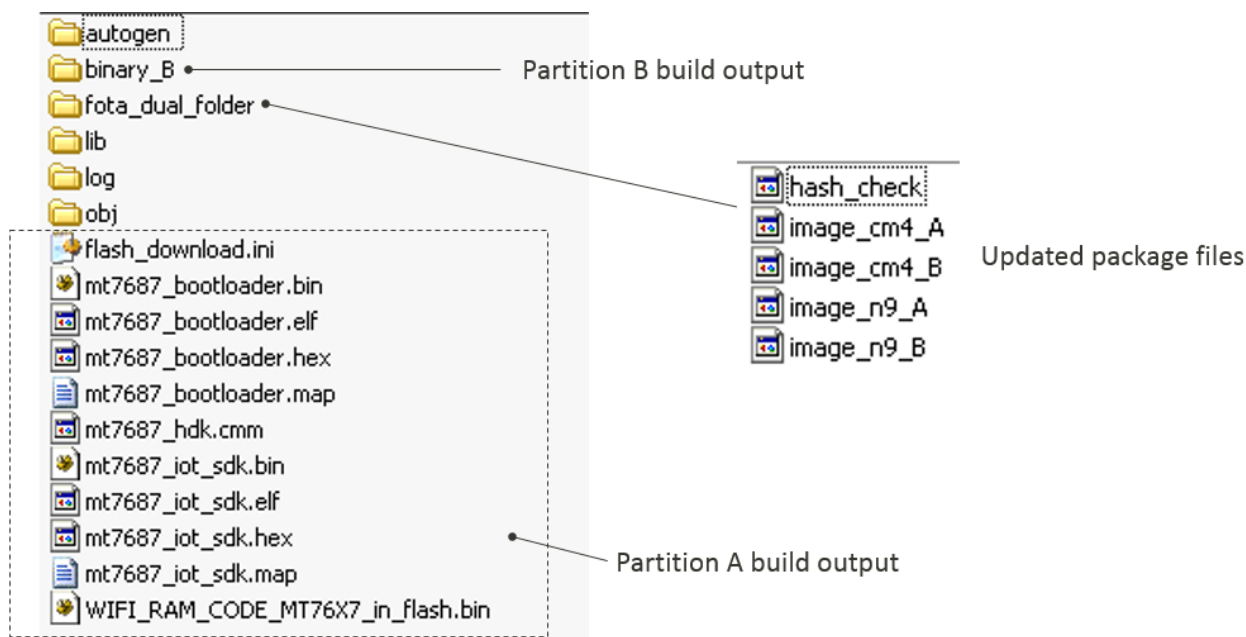 autogen
binary_B
Partition B build output
fota_dual_folder
lib
log
obj
flash_download.ini
mt7687_bootloader.bin
mt7687_bootloader.elf
mt7687_bootloader.hex
mt7687_bootloader.map
mt7687_hdk.cmm
mt7687_iot_sdk.bin
mt7687_iot_sdk.elf
mt7687_iot_sdk.hex
mt7687_iot_sdk.map
WIFI_RAM_CODE_MT76X7_in_flash.bin
Partition A build output
hash_check
image_cm4_A
image_cm4_B
image_n9_A
image_n9_B
Updated package files